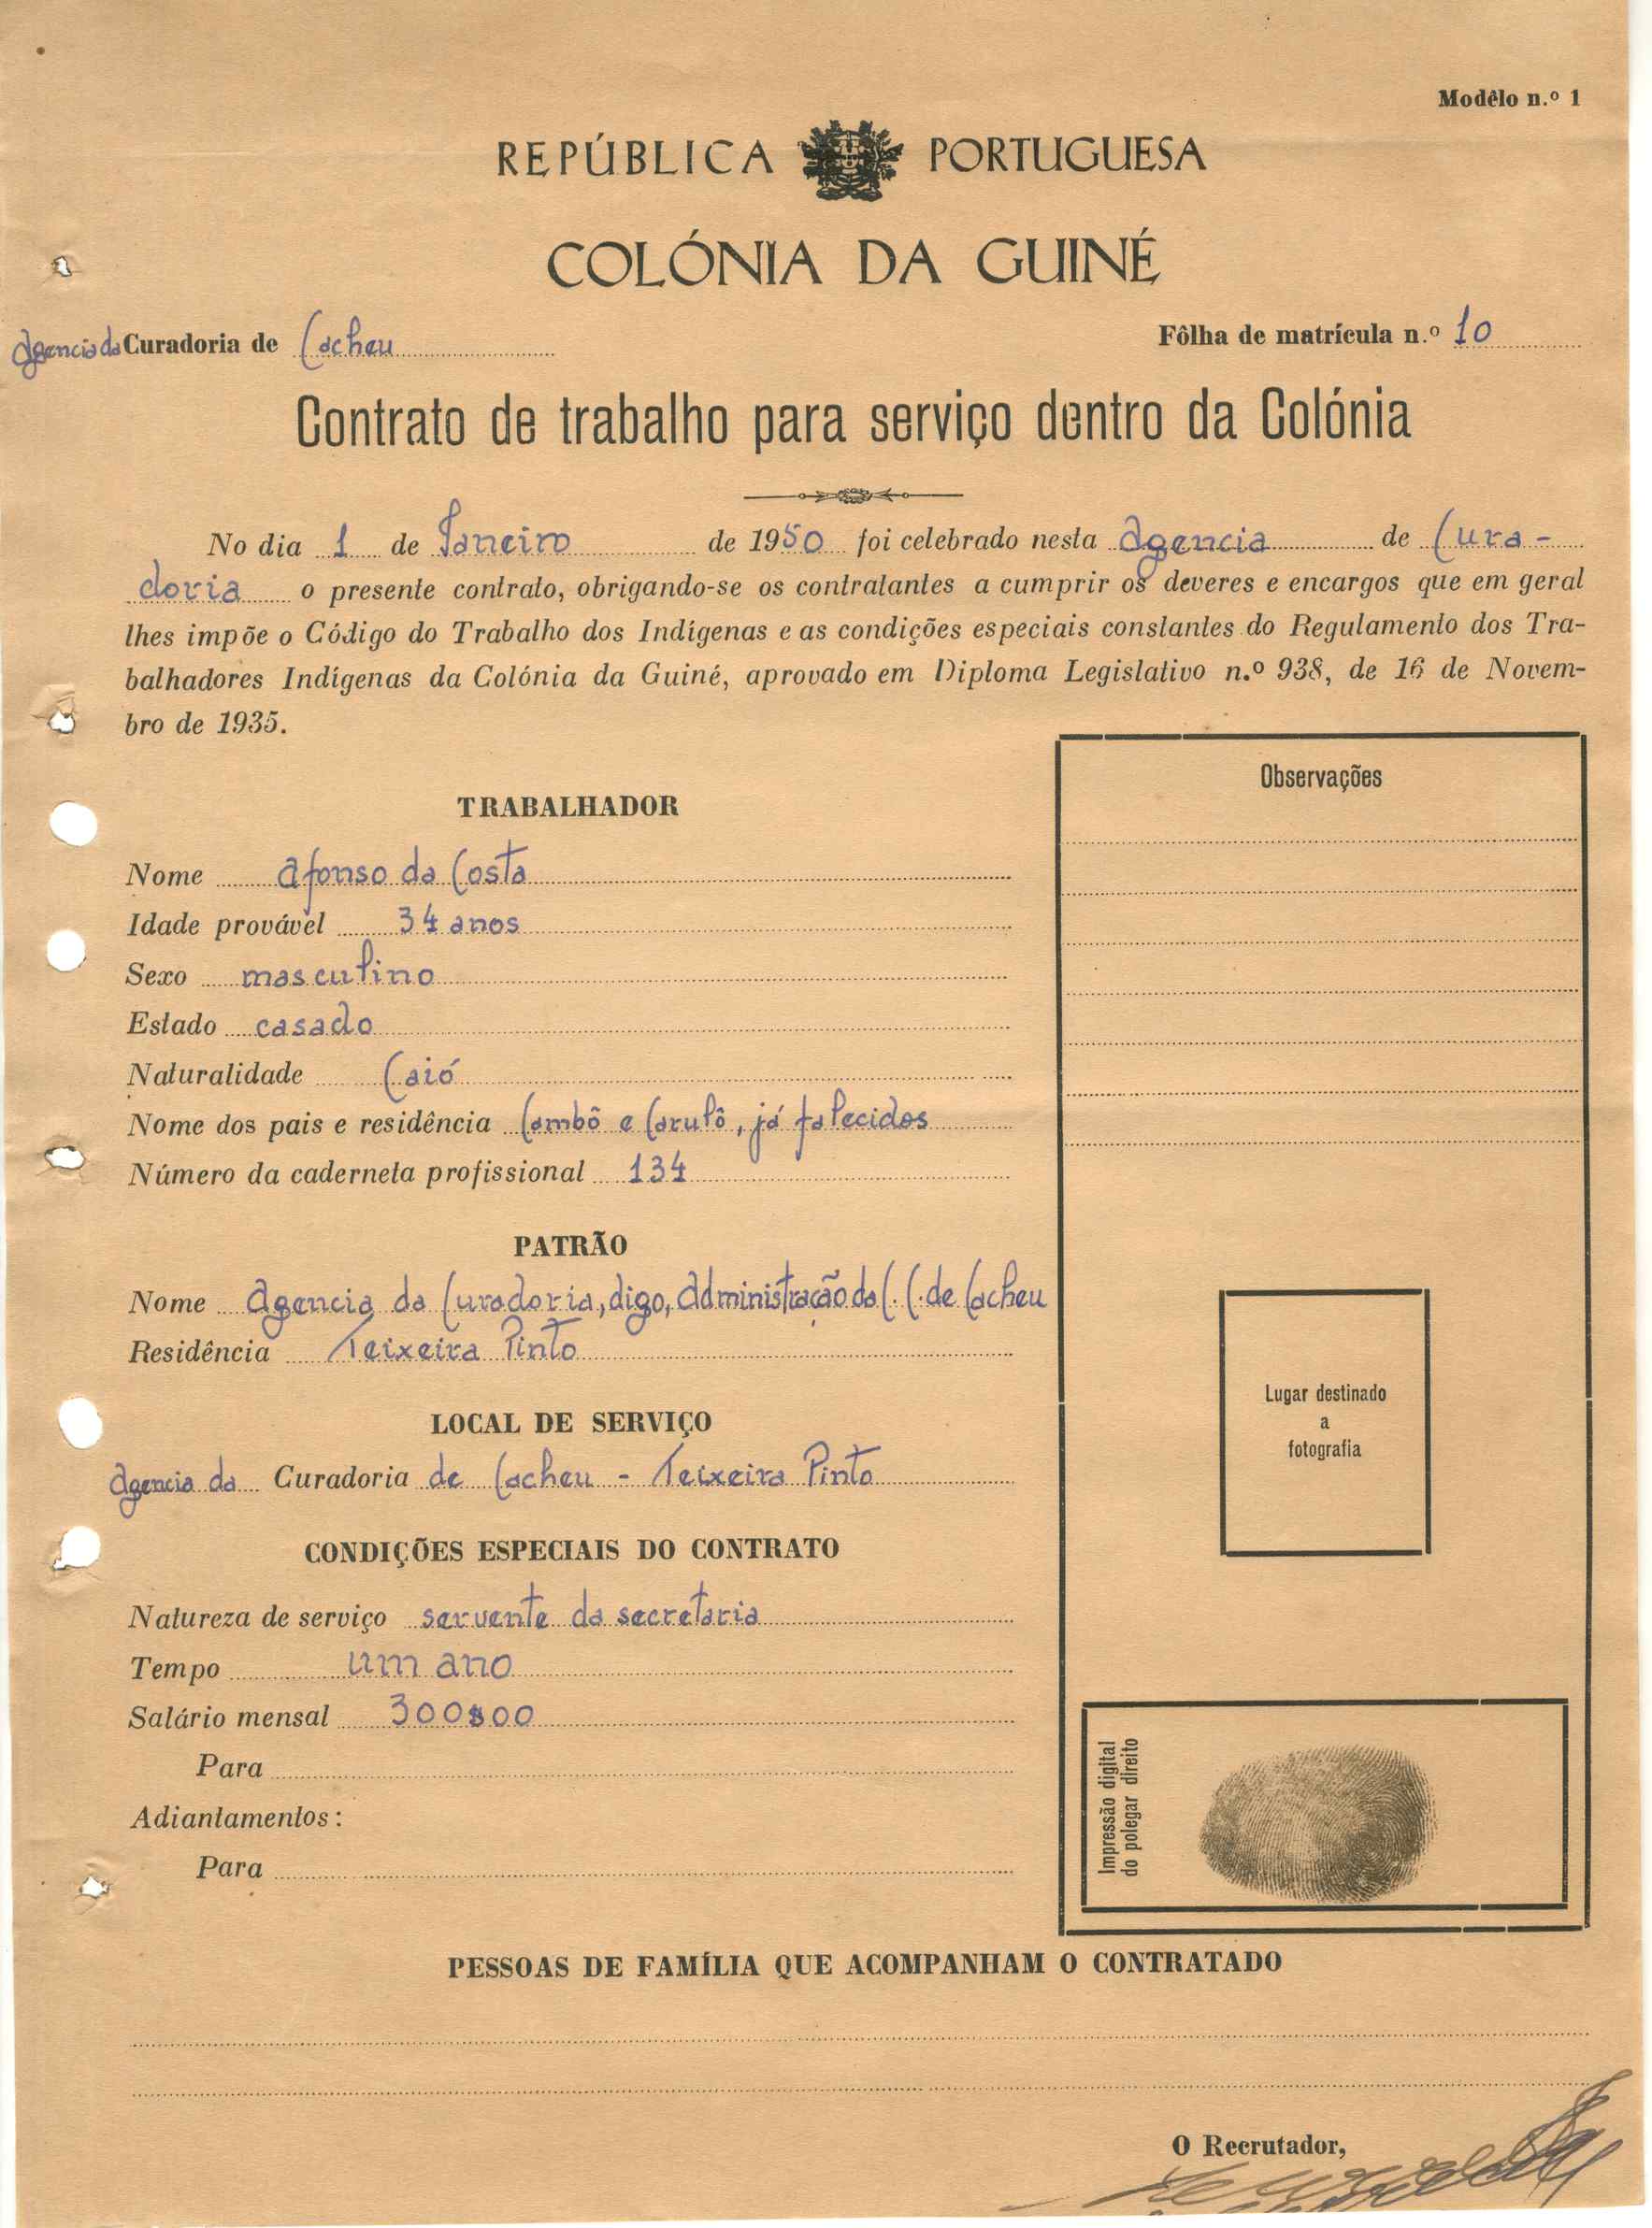 Modêlo n.º 1
REPÚBLICA PORTUGUESA
COLÓNIA DA GUINÉ
Agencia da Curadoria de Cacheu
Fôlha de matrícula n.º 10
Contrato de trabalho para serviço dentro da Colónia
No dia 1 de Janeiro de 1950 foi celebrado nesta Agencia de Cura-
doria o presente contrato, obrigando-se os contratantes a cumprir os deveres e encargos que em geral
lhes impõe o Código do Trabalho dos Indígenas e as condições especiais constantes do Regulamento dos Tra-
balhadores Indígenas da Colónia da Guiné, aprovado em Diploma Legislativo n.º 938, de 16 de Novem-
bro de 1935.
TRABALHADOR
Nome Afonso da Costa
Idade provável 34 anos
Sexo masculino
Estado casado
Naturalidade Caió
Nome dos pais e residência Cambô e Carulô, já falecidos
Número da caderneta profissional 134
PATRÃO
Nome Agencia da Curadoria, digo, Administração da C. C. de Cacheu
Residência Teixeira Pinto
LOCAL DE SERVIÇO
Agencia da Curadoria de Cacheu - Teixeira Pinto
CONDIÇÕES ESPECIAIS DO CONTRATO
Natureza de serviço servente da secretaria
Tempo um ano
Salário mensal 300$00
Para
Adiantamentos:
Para
Observações
Lugar destinado
a
fotografia
Impressão digital
do polegar direito
PESSOAS DE FAMÍLIA QUE ACOMPANHAM O CONTRATADO
O Recrutador,